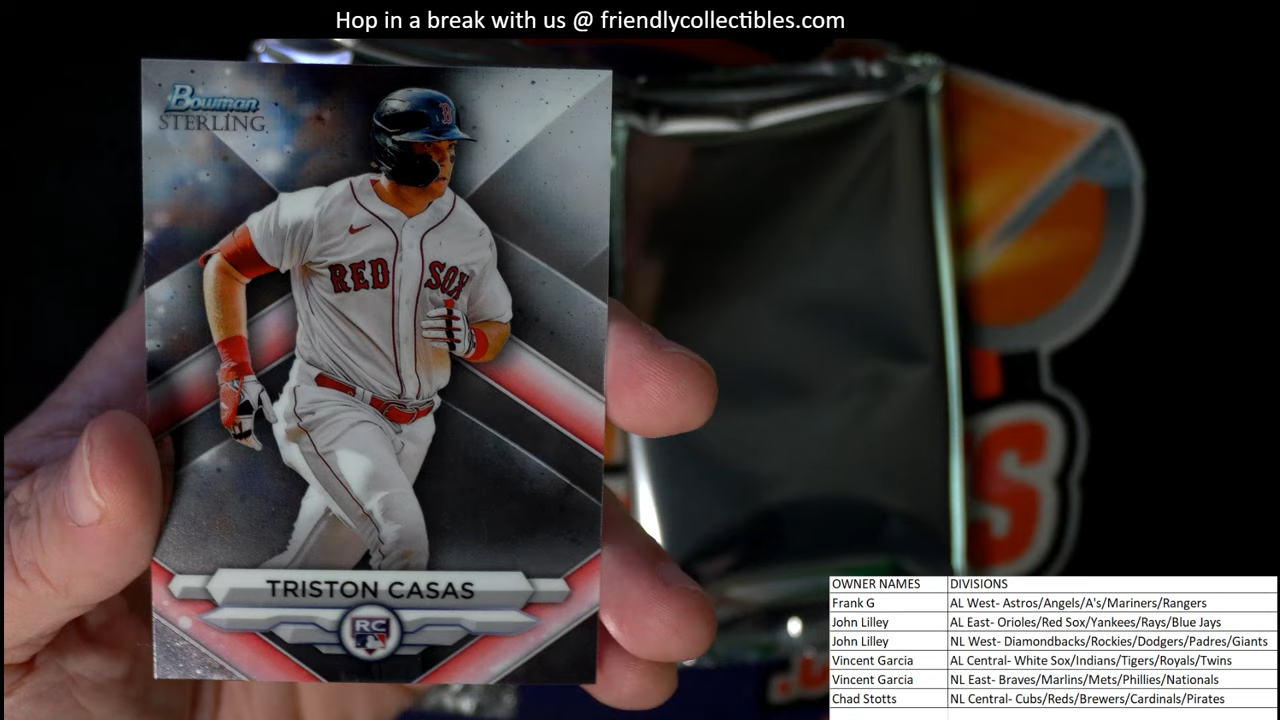 Hop in a break with us @ friendlycollectibles.com
Bowman
STERLING
B
RED SOX
TRISTON CASAS
RC
OWNER NAMES DIVISIONS
Frank G AL West- Astros/Angels/A's/Mariners/Rangers
John Lilley AL East- Orioles/Red Sox/Yankees/Rays/Blue Jays
John Lilley NL West- Diamondbacks/Rockies/Dodgers/Padres/Giants
Vincent Garcia AL Central- White Sox/Indians/Tigers/Royals/Twins
Vincent Garcia NL East- Braves/Marlins/Mets/Phillies/Nationals
Chad Stotts NL Central- Cubs/Reds/Brewers/Cardinals/Pirates